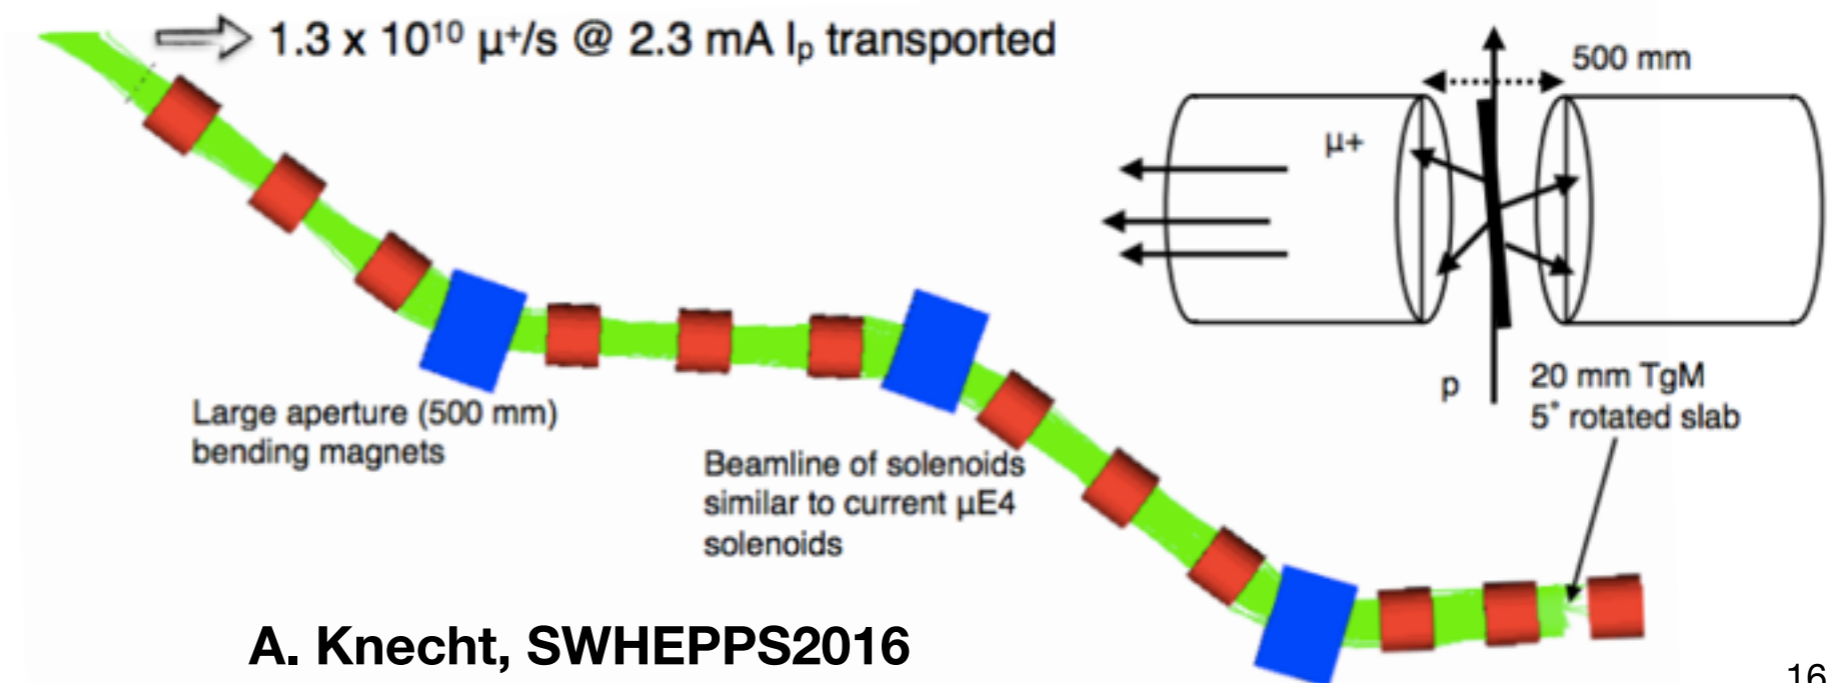 1.3 x 10¹⁰ μ⁺/s @ 2.3 mA Iₚ transported
500 mm
μ+
p
20 mm TgM
5° rotated slab
Large aperture (500 mm)
bending magnets
Beamline of solenoids
similar to current μE4
solenoids
A. Knecht, SWHEPPS2016
16